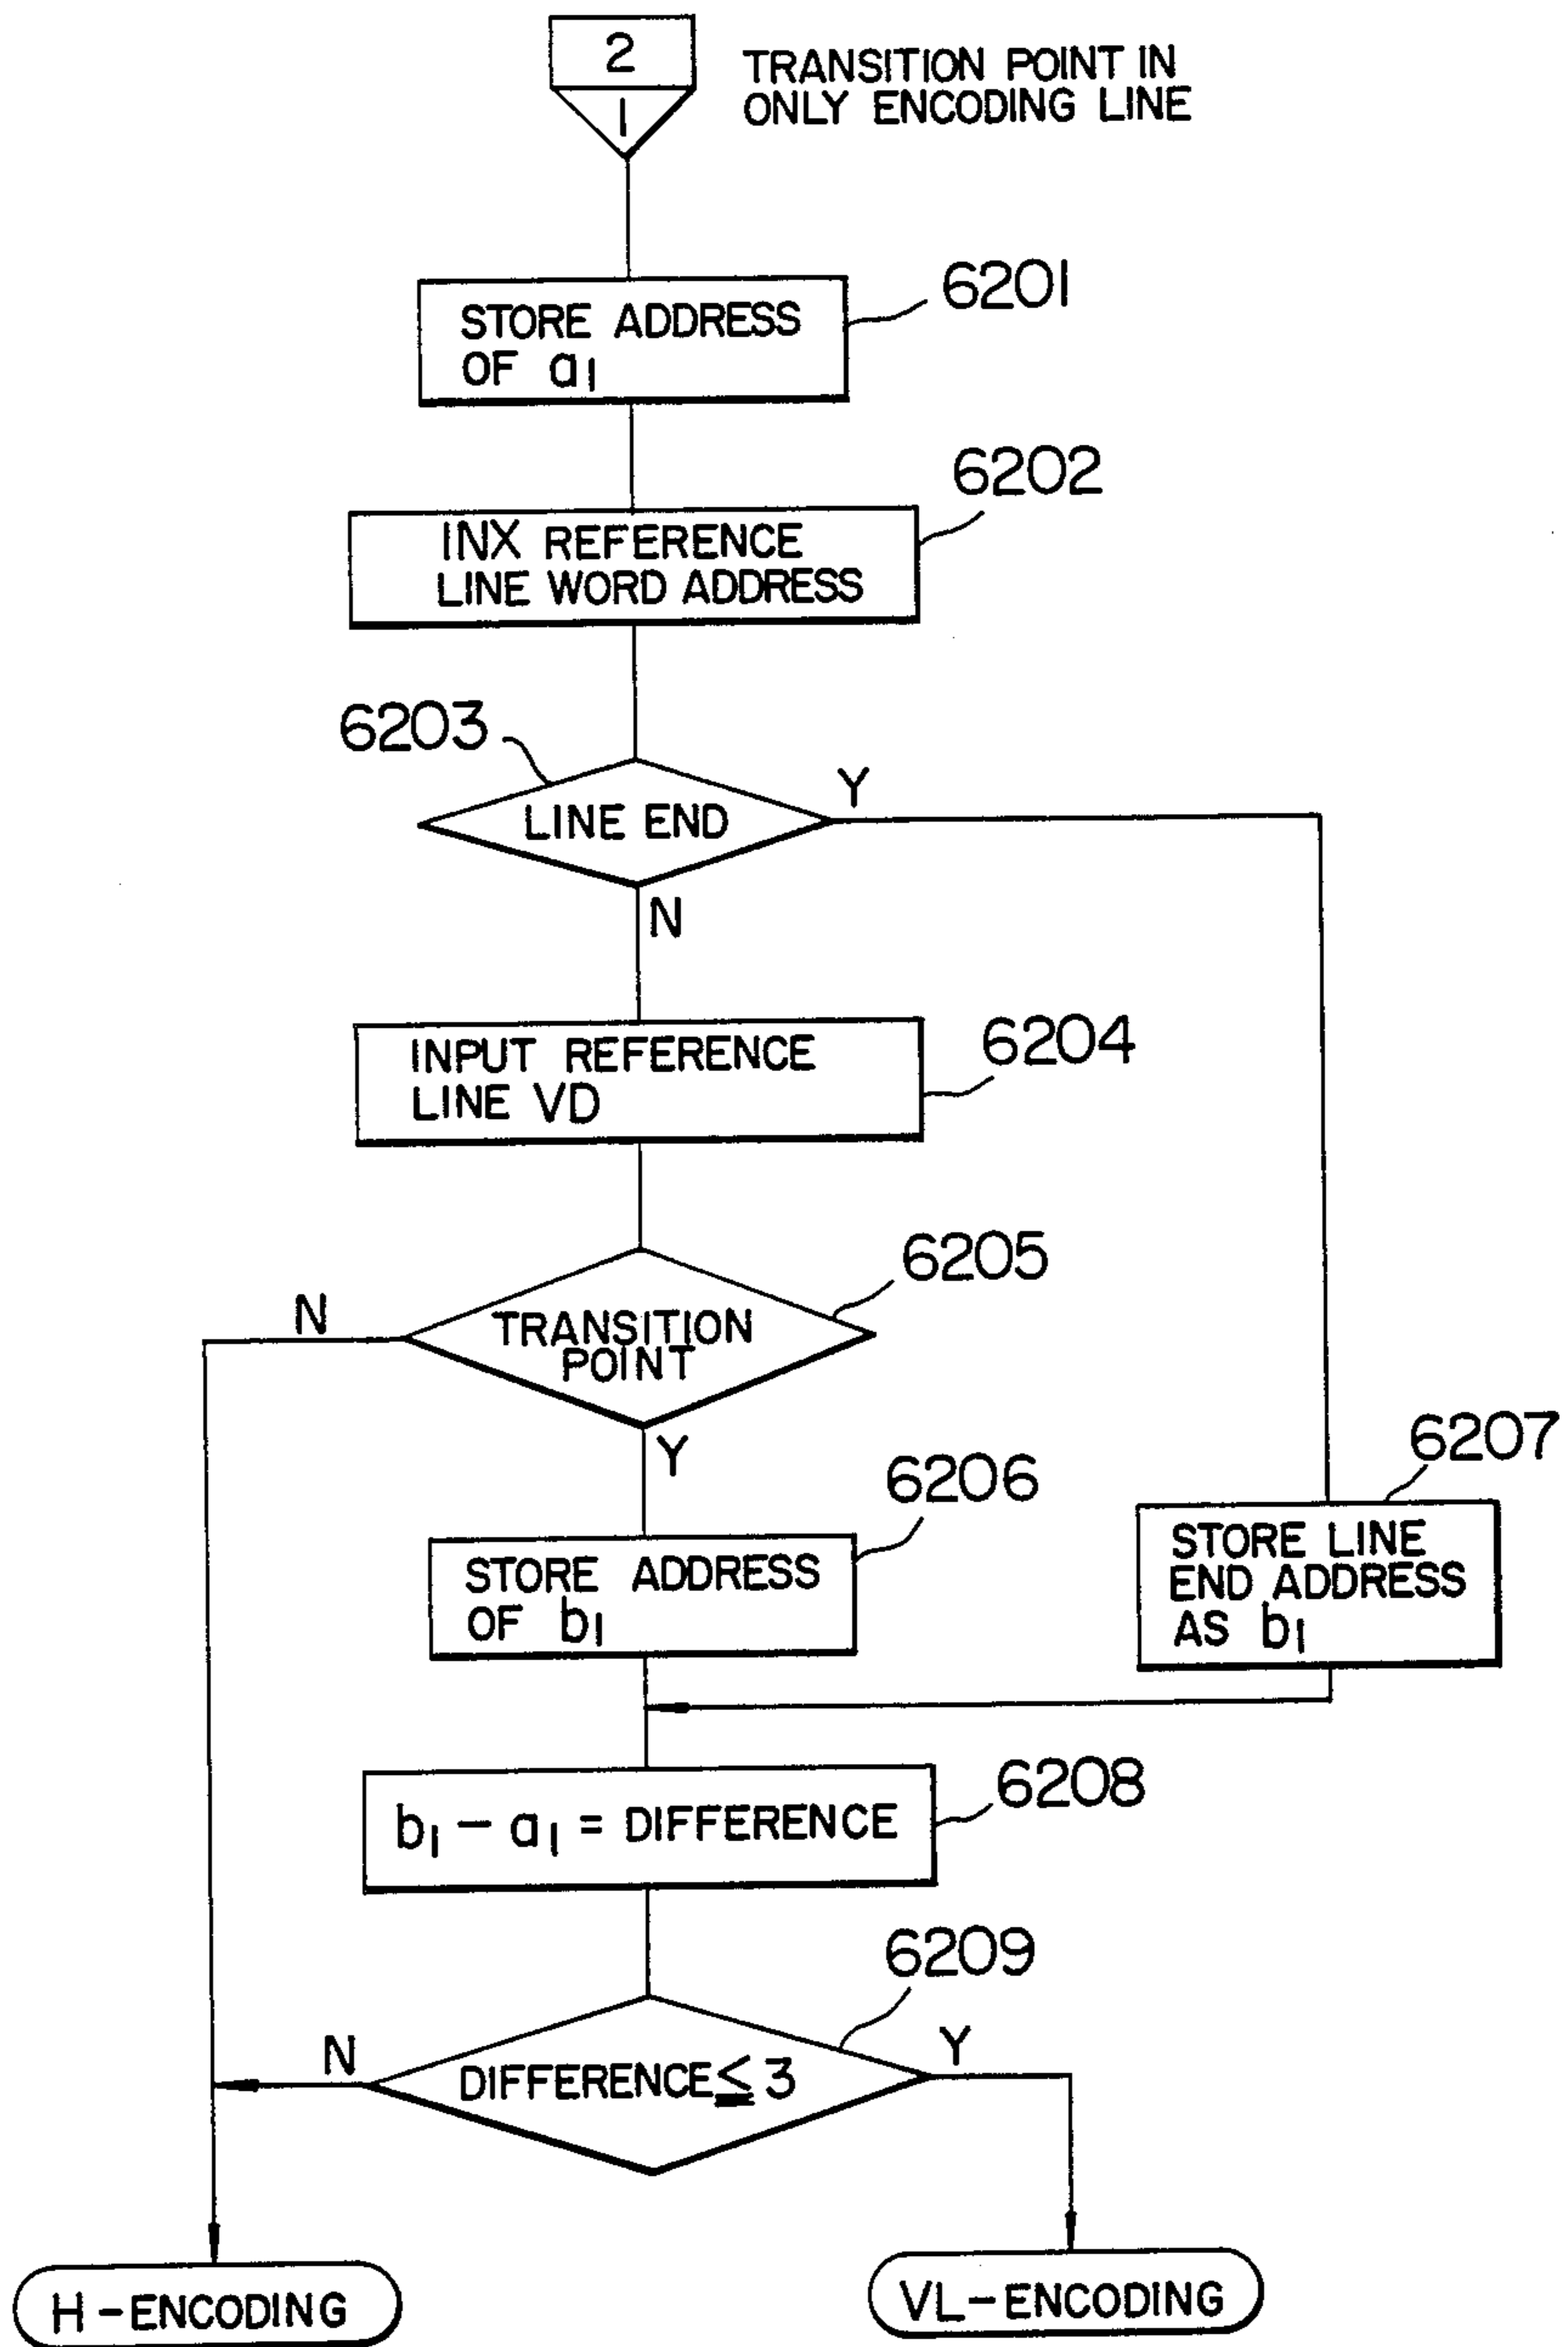 2
1
TRANSITION POINT IN
ONLY ENCODING LINE
6201
STORE ADDRESS
OF a1
6202
INX REFERENCE
LINE WORD ADDRESS
6203
LINE END
Y
N
6204
INPUT REFERENCE
LINE VD
6205
N
TRANSITION
POINT
Y
6206
STORE ADDRESS
OF b1
6207
STORE LINE
END ADDRESS
AS b1
6208
b1 - a1 = DIFFERENCE
6209
N
DIFFERENCE ≦ 3
Y
H-ENCODING
VL-ENCODING